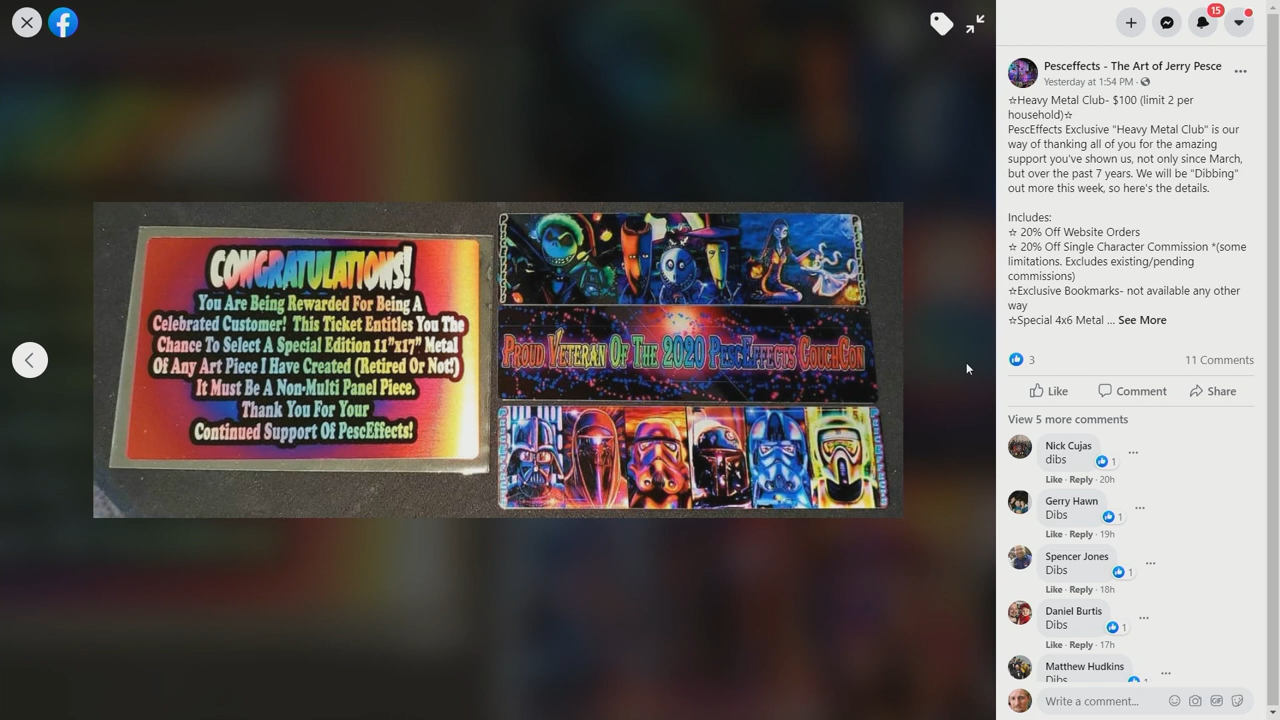 CONGRATULATIONS!
You Are Being Rewarded For Being A
Celebrated Customer! This Ticket Entitles You The
Chance To Select A Special Edition 11"x17" Metal
Of Any Art Piece I Have Created (Retired Or Not!)
It Must Be A Non-Multi Panel Piece.
Thank You For Your
Continued Support Of PescEffects!
PROUD VETERAN OF THE 2020 PESCEFFECTS COUCHCON
15
Pesceffects - The Art of Jerry Pesce
Yesterday at 1:54 PM ·
☆Heavy Metal Club- $100 (limit 2 per
household)☆
PescEffects Exclusive "Heavy Metal Club" is our
way of thanking all of you for the amazing
support you've shown us, not only since March,
but over the past 7 years. We will be "Dibbing"
out more this week, so here's the details.
Includes:
☆ 20% Off Website Orders
☆ 20% Off Single Character Commission *(some
limitations. Excludes existing/pending
commissions)
☆Exclusive Bookmarks- not available any other
way
☆Special 4x6 Metal ... See More
3 11 Comments
Like Comment Share
View 5 more comments
Nick Cujas
dibs
1
Like · Reply · 20h
Gerry Hawn
Dibs
1
Like · Reply · 19h
Spencer Jones
Dibs
1
Like · Reply · 18h
Daniel Burtis
Dibs
1
Like · Reply · 17h
Matthew Hudkins
Dibs
1
Write a comment...
GIF